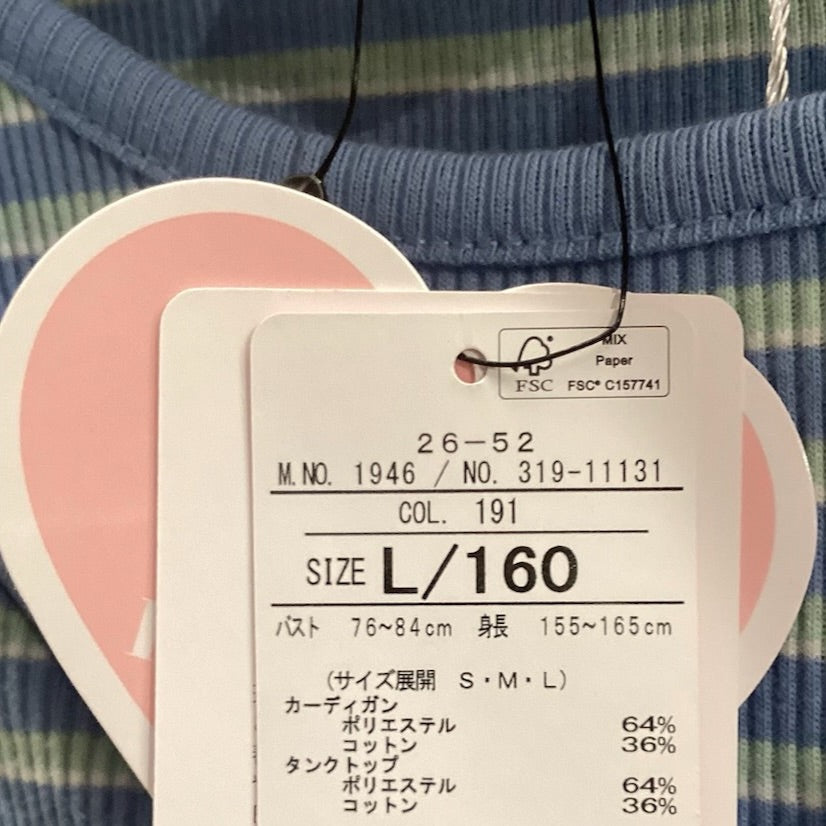 MIX
Paper
FSC
FSC® C157741
26-52
M.NO. 1946 / NO. 319-11131
COL. 191
SIZE L/160
バスト 76~84cm 身長 155~165cm
(サイズ展開 S・M・L)
カーディガン
ポリエステル 64%
コットン 36%
タンクトップ
ポリエステル 64%
コットン 36%